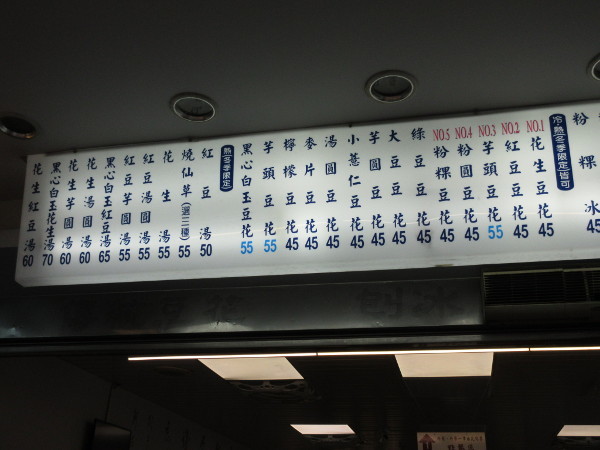 粉粿 冰 45
冷、熱(冬季限定)皆可
NO.1 花生豆花 45
NO.2 紅豆豆花 45
NO.3 芋頭豆花 55
NO.4 粉圓豆花 45
NO.5 粉粿豆花 45
綠豆豆花 45
大豆豆花 45
芋圓豆花 45
小薏仁豆花 45
湯圓豆花 45
麥片豆花 45
檸檬豆花 45
芋頭豆花 55
黑心白玉豆花 55
熱(冬季限定)
紅豆湯 50
燒仙草(選三種) 55
花生湯 55
紅豆湯圓湯 55
紅豆芋圓湯 55
黑心白玉紅豆湯 65
花生湯圓湯 60
花生芋圓湯 60
黑心白玉花生湯 70
花生紅豆湯 60